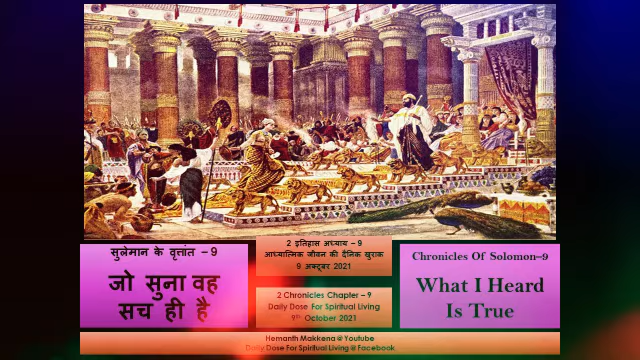 सुलेमान के वृत्तांत – 9
जो सुना वह
सच ही है
2 इतिहास अध्याय – 9
आध्यात्मिक जीवन की दैनिक खुराक
9 अक्टूबर 2021
2 Chronicles Chapter – 9
Daily Dose For Spiritual Living
9th October 2021
Chronicles Of Solomon–9
What I Heard
Is True
Hemanth Makkena @ Youtube
Daily Dose For Spiritual Living @ Facebook